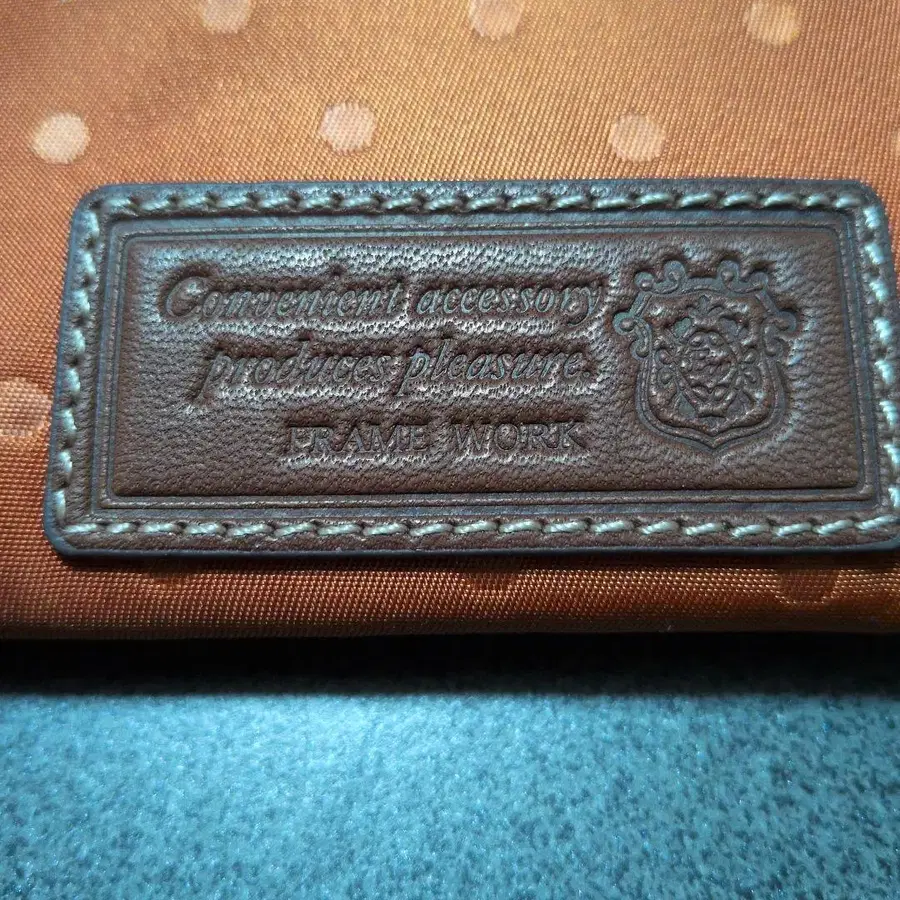 Convenient accessory
produces pleasure.
FRAME WORK